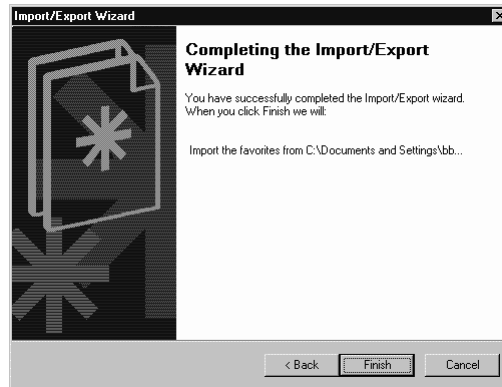 Import/Export Wizard
Completing the Import/Export
Wizard
You have successfully completed the Import/Export wizard.
When you click Finish we will:
Import the favorites from C:\Documents and Settings\bb...
< Back
Finish
Cancel